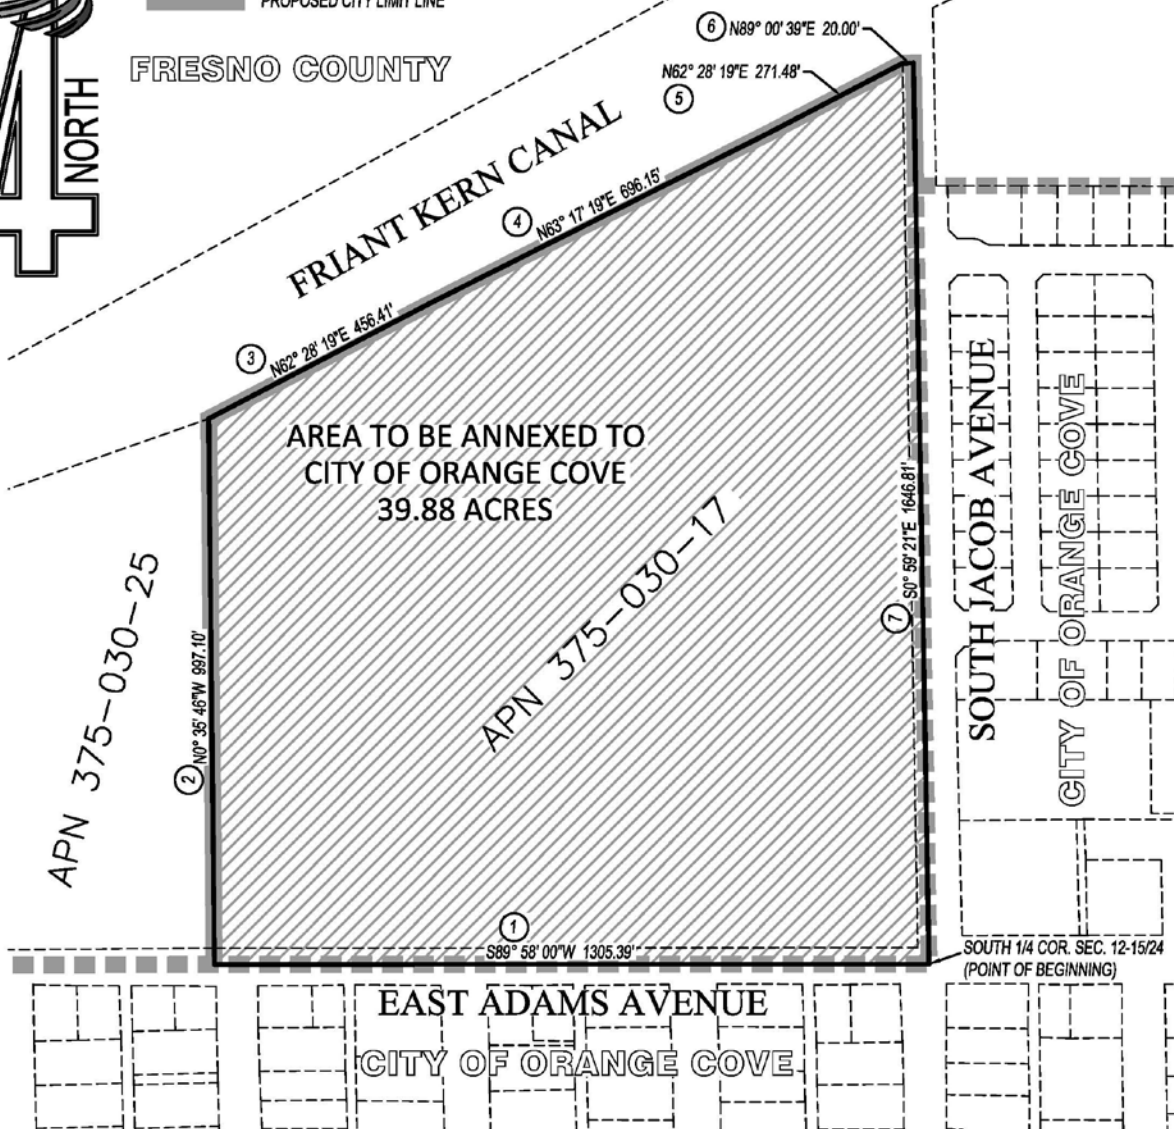 PROPOSED CITY LIMIT LINE
FRESNO COUNTY
NORTH
6 N89° 00' 39"E 20.00'
N62° 28' 19"E 271.48'
5
FRIANT KERN CANAL
4 N63° 17' 19"E 696.15'
3 N62° 28' 19"E 456.41'
AREA TO BE ANNEXED TO
CITY OF ORANGE COVE
39.88 ACRES
APN 375-030-17
APN 375-030-25
2 N0° 35' 46"W 997.10'
7 S0° 59' 21"E 1646.81'
SOUTH JACOB AVENUE
CITY OF ORANGE COVE
1
S89° 58' 00"W 1305.39'
SOUTH 1/4 COR. SEC. 12-15/24
(POINT OF BEGINNING)
EAST ADAMS AVENUE
CITY OF ORANGE COVE